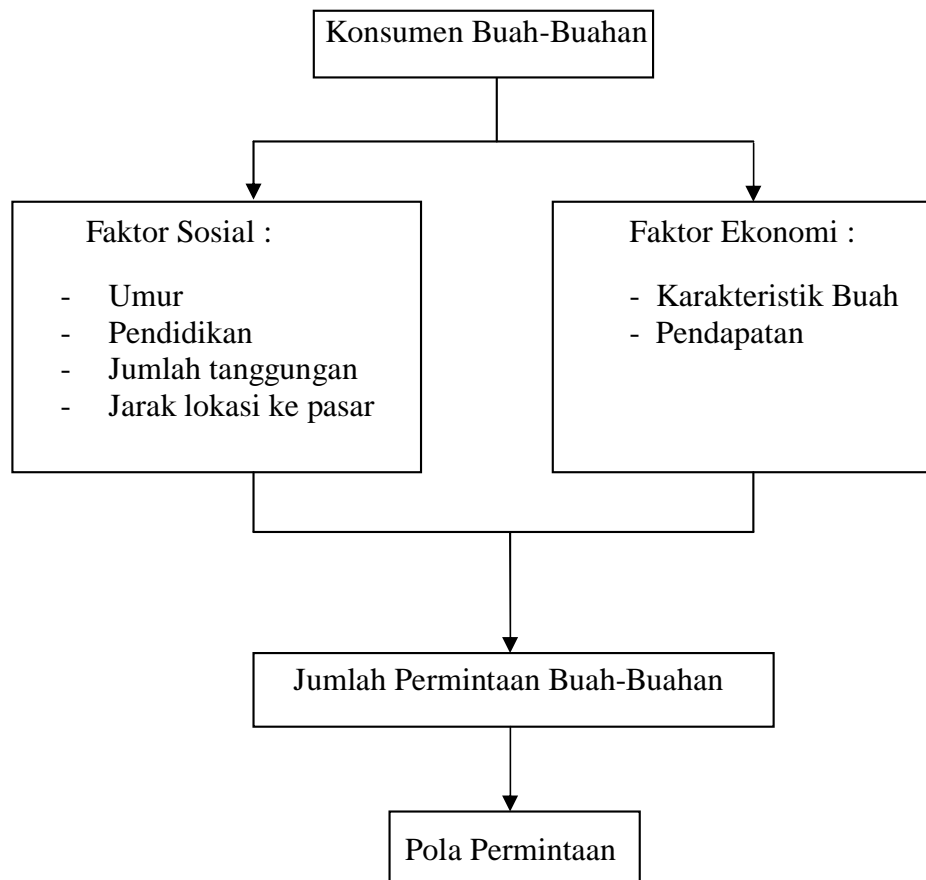 Konsumen Buah-Buahan
Faktor Sosial :
- Umur
- Pendidikan
- Jumlah tanggungan
- Jarak lokasi ke pasar
Faktor Ekonomi :
- Karakteristik Buah
- Pendapatan
Jumlah Permintaan Buah-Buahan
Pola Permintaan